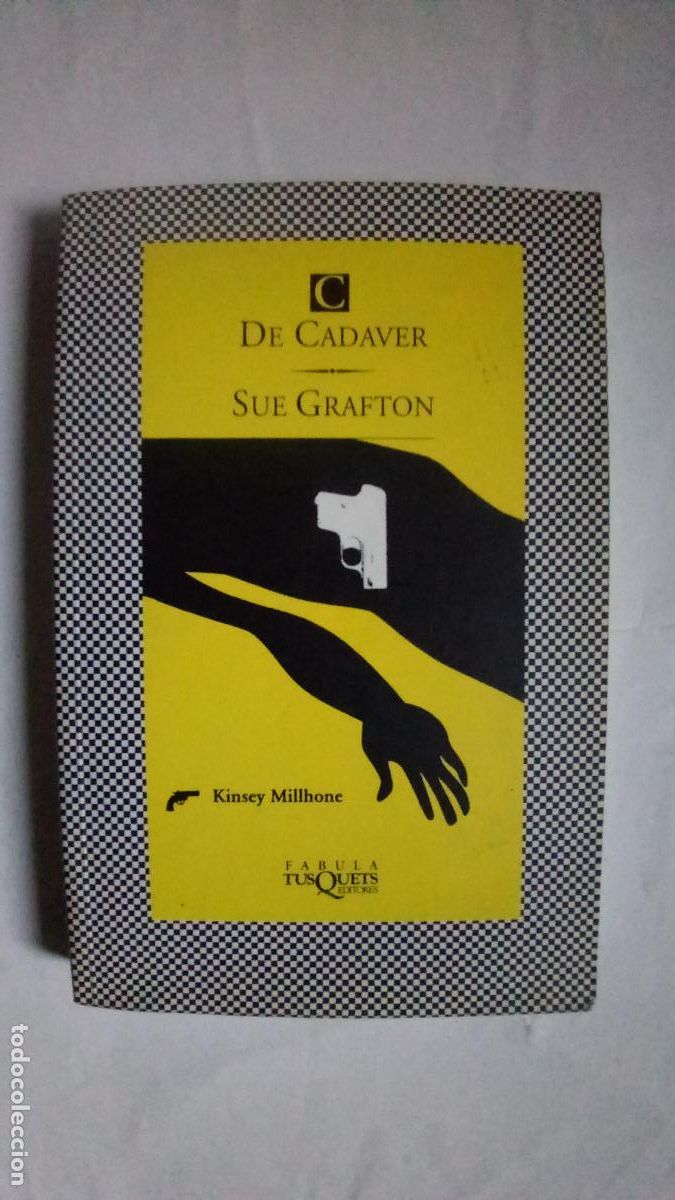 C
DE CADAVER
SUE GRAFTON
Kinsey Millhone
FABULA
TUSQUETS
EDITORES
todocoleccion